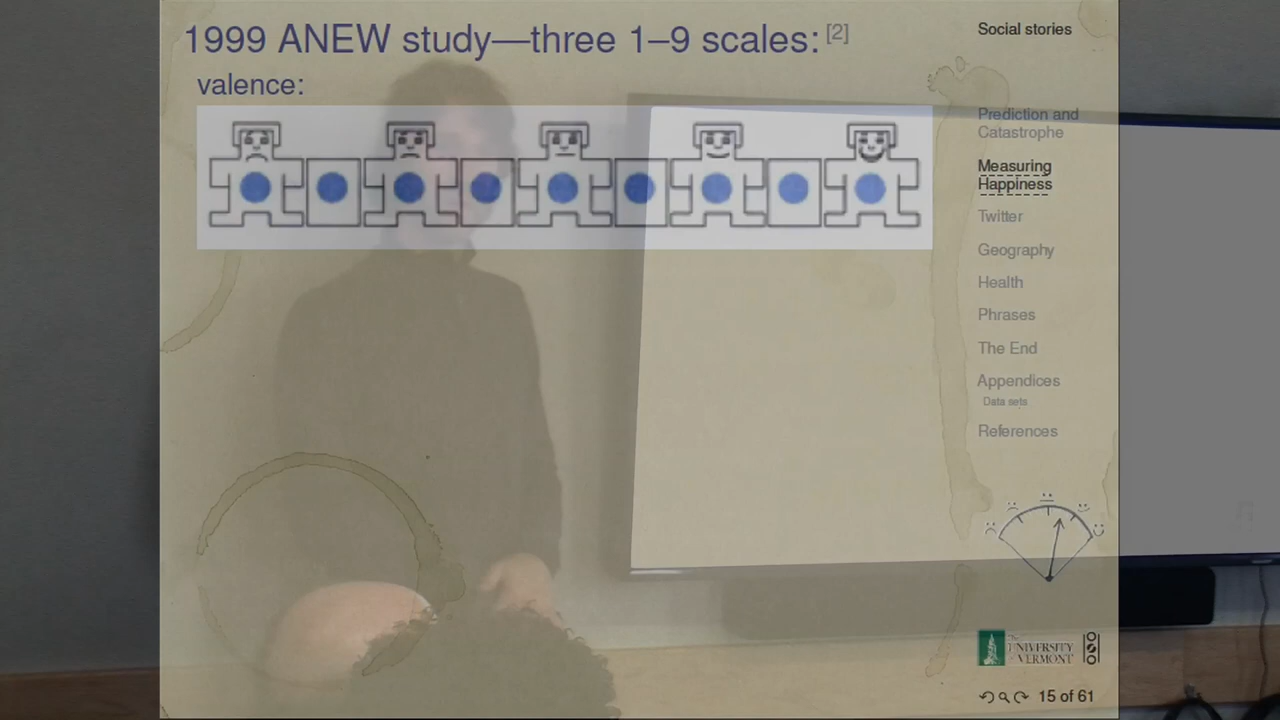 1999 ANEW study—three 1–9 scales: [2]
valence:
Social stories
Prediction and
Catastrophe
Measuring
Happiness
Twitter
Geography
Health
Phrases
The End
Appendices
Data sets
References
The
UNIVERSITY
of VERMONT
15 of 61